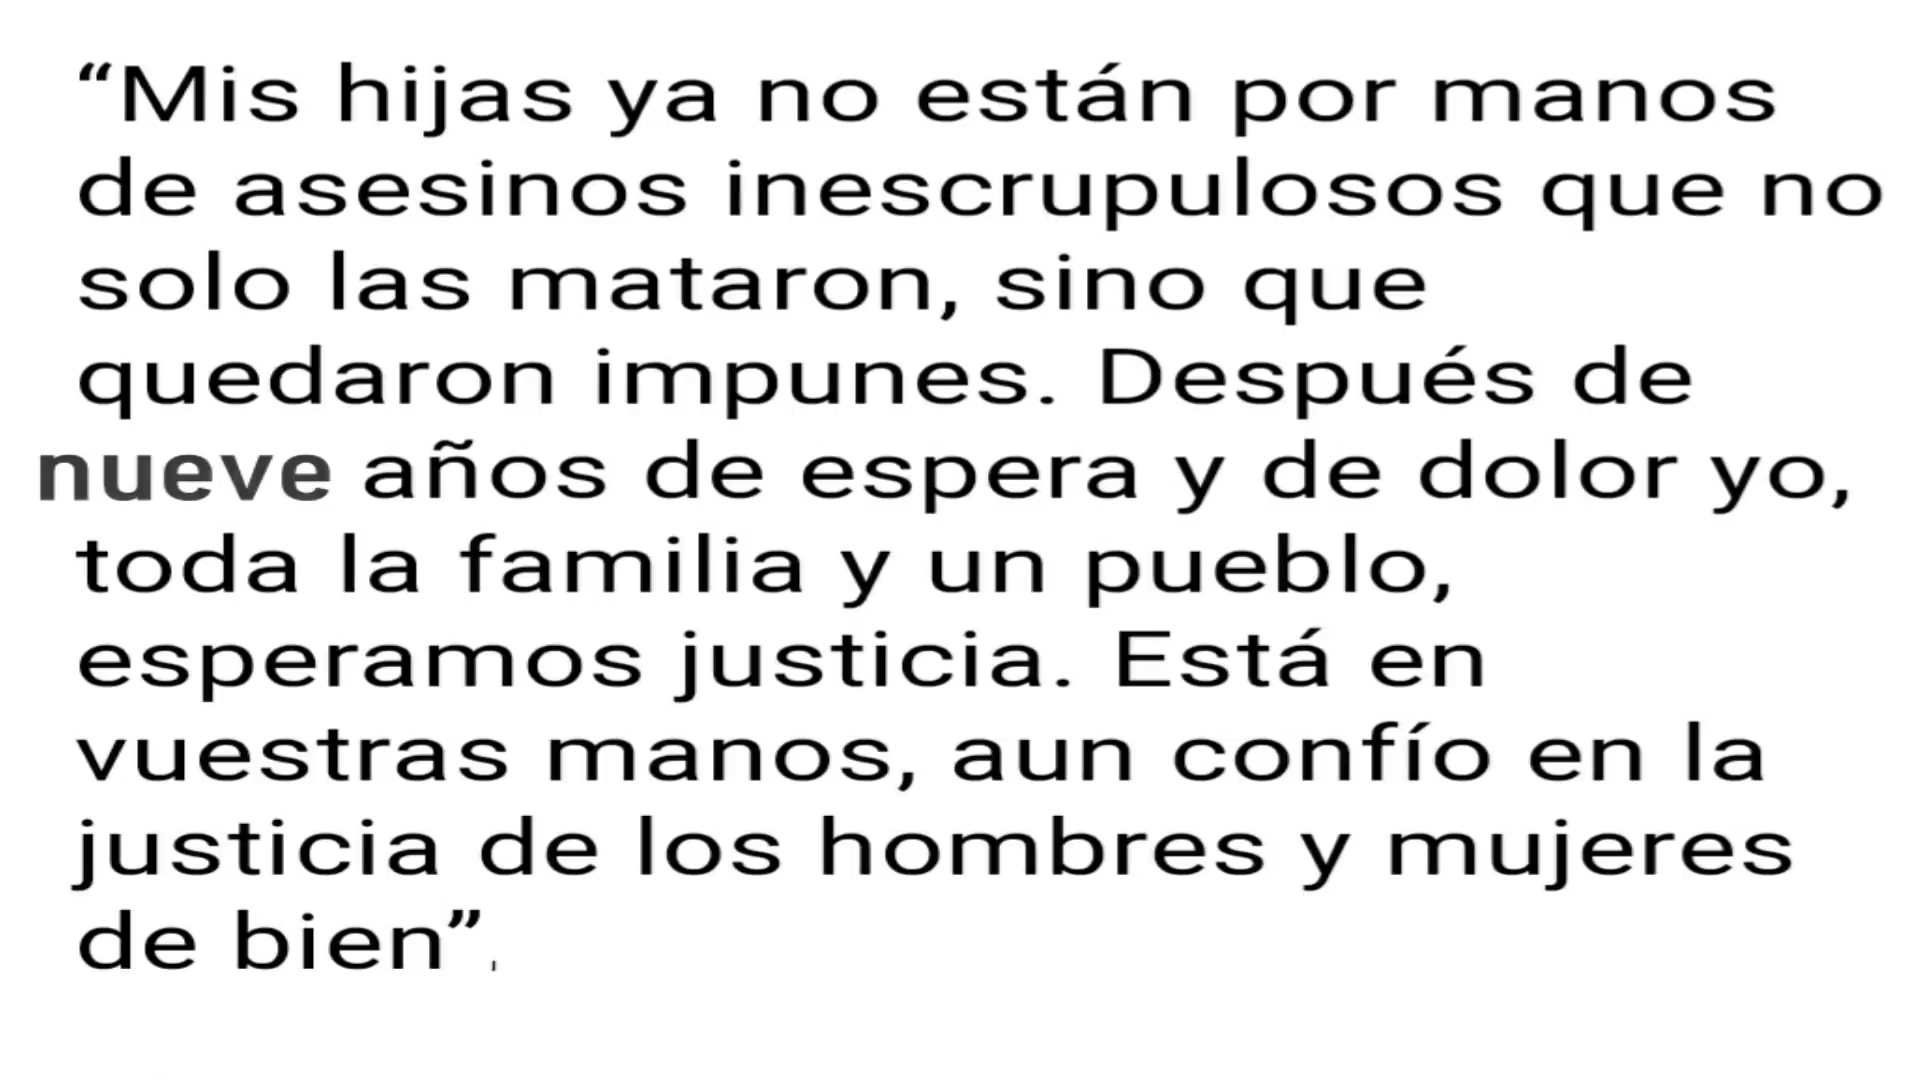 “Mis hijas ya no están por manos
de asesinos inescrupulosos que no
solo las mataron, sino que
quedaron impunes. Después de
nueve años de espera y de dolor yo,
toda la familia y un pueblo,
esperamos justicia. Está en
vuestras manos, aun confío en la
justicia de los hombres y mujeres
de bien”